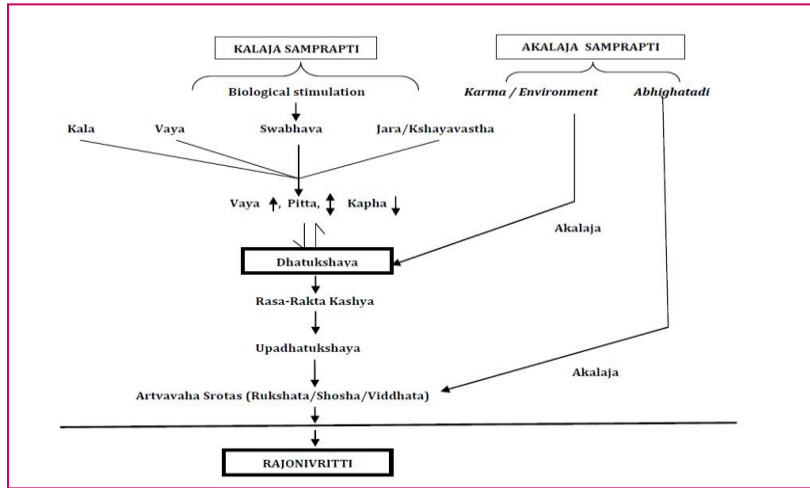 KALAJA SAMPRAPTI
AKALAJA SAMPRAPTI
Biological stimulation
Karma / Environment
Abhighatadi
Kala
Vaya
Swabhava
Jara/Kshayavastha
Vaya , Pitta, Kapha
Akalaja
Dhatukshaya
Rasa-Rakta Kashya
Upadhatukshaya
Akalaja
Artvavaha Srotas (Rukshata/Shosha/Viddhata)
RAJONIVRITTI